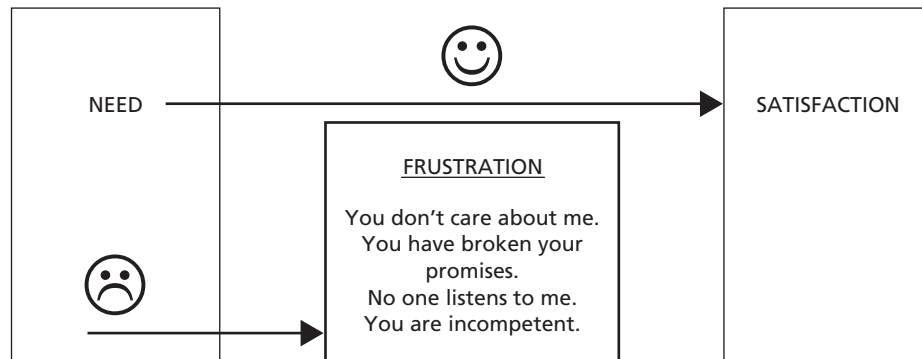 NEED
SATISFACTION
FRUSTRATION
You don’t care about me.
You have broken your
promises.
No one listens to me.
You are incompetent.